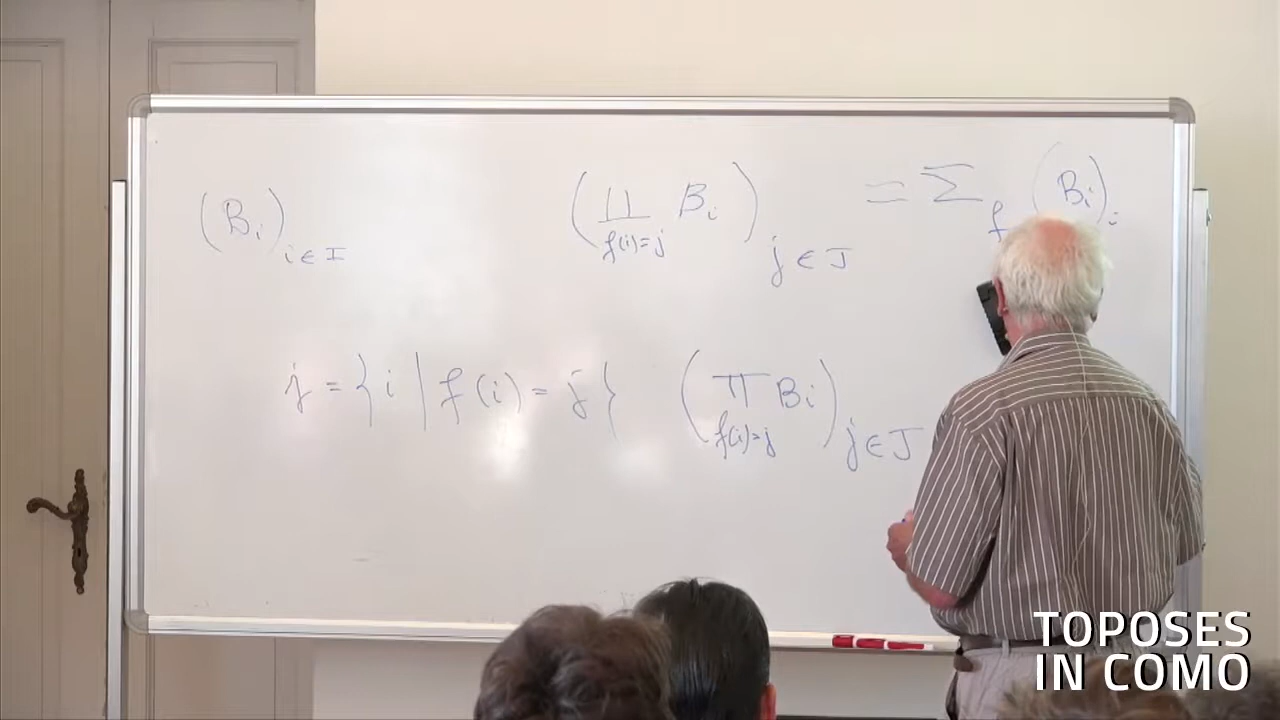 (B_i)_{i∈I} (∐_{f(i)=j} B_i)_{j∈J} = Σ_f (B_i)_i
j = {i | f(i) = j} (∏_{f(i)=j} B_i)_{j∈J}
TOPOSES
IN COMO